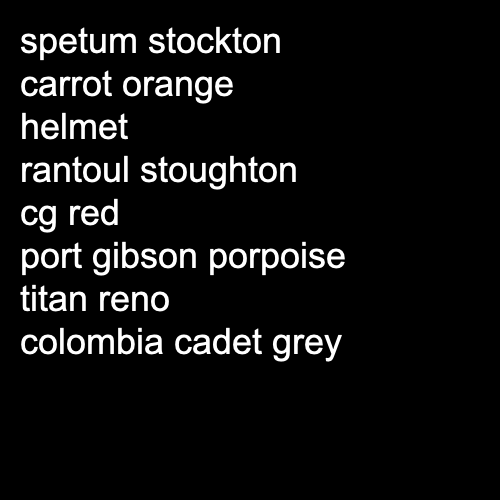 spetum stockton
carrot orange
helmet
rantoul stoughton
cg red
port gibson porpoise
titan reno
colombia cadet grey